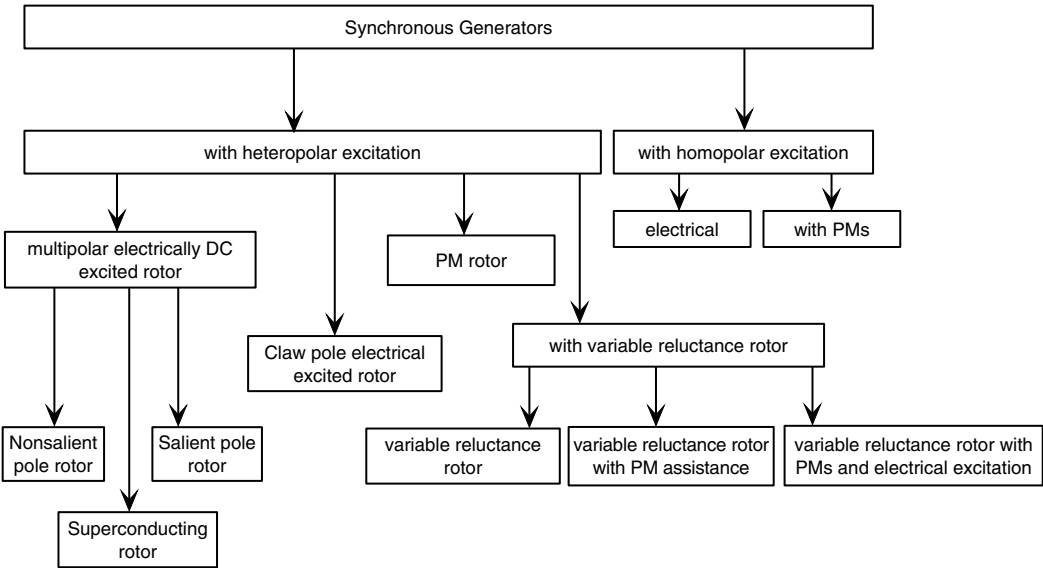 Synchronous Generators
with heteropolar excitation
with homopolar excitation
electrical
with PMs
multipolar electrically DC
excited rotor
PM rotor
Claw pole electrical
excited rotor
with variable reluctance rotor
Nonsalient
pole rotor
Salient pole
rotor
variable reluctance
rotor
variable reluctance rotor
with PM assistance
variable reluctance rotor with
PMs and electrical excitation
Superconducting
rotor